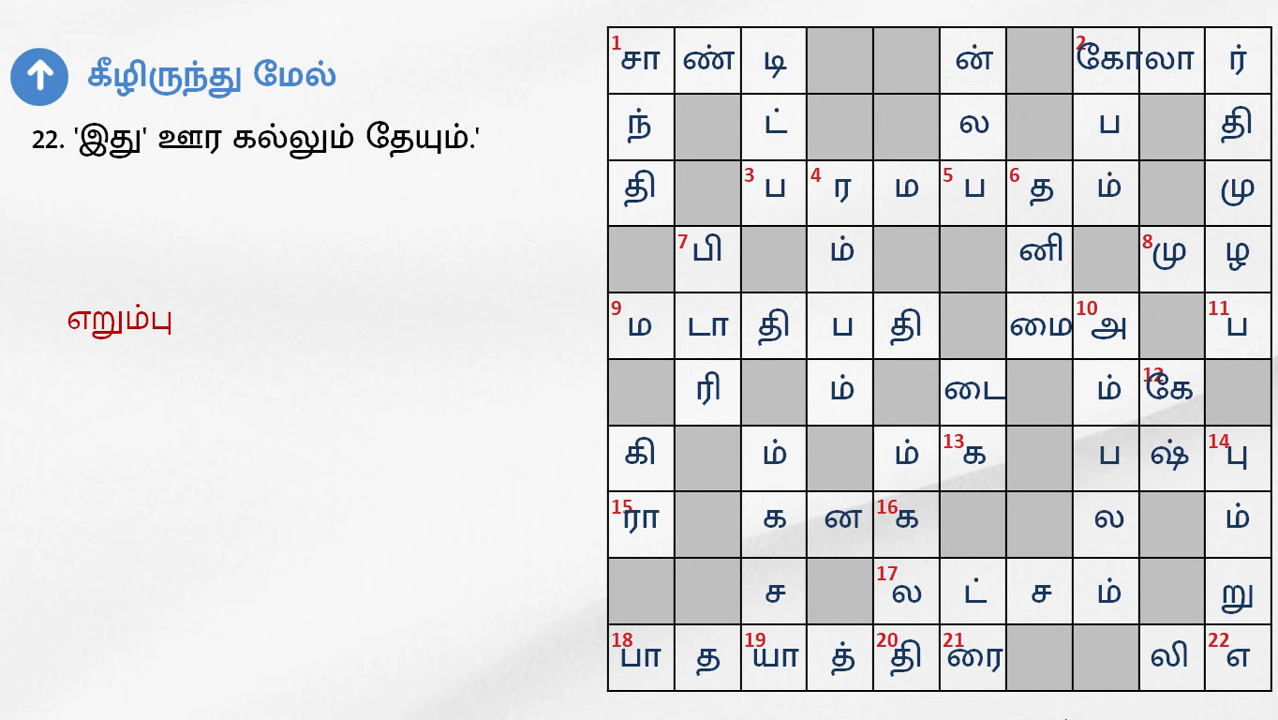 கீழிருந்து மேல்
22. 'இது' ஊர கல்லும் தேயும்.'
எறும்பு
1 சா ண் டி ன் 2 கோ லா ர்
ந் ட் ல ப தி
தி 3 ப 4 ர ம 5 ப 6 த ம் மு
7 பி ம் னி 8 மு ழ
9 ம டா தி ப தி மை 10 அ 11 ப
ரி ம் டை ம் 12 கே
கி ம் ம் 13 க ப ஷ் 14 பு
15 ரா க ன 16 க ல ம்
ச 17 ல ட் ச ம் று
18 பா த 19 யா த் 20 தி 21 ரை லி 22 எ